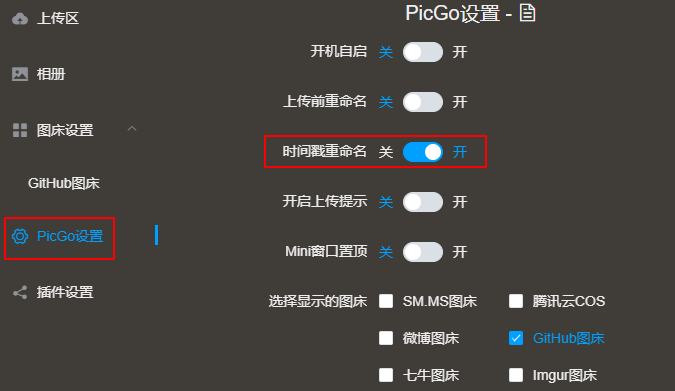 上传区
相册
图床设置
GitHub图床
PicGo设置
插件设置
PicGo设置 -
开机自启 关 开
上传前重命名 关 开
时间戳重命名 关 开
开启上传提示 关 开
Mini窗口置顶 关 开
选择显示的图床 SM.MS图床 腾讯云COS
微博图床 GitHub图床
七牛图床 Imgur图床